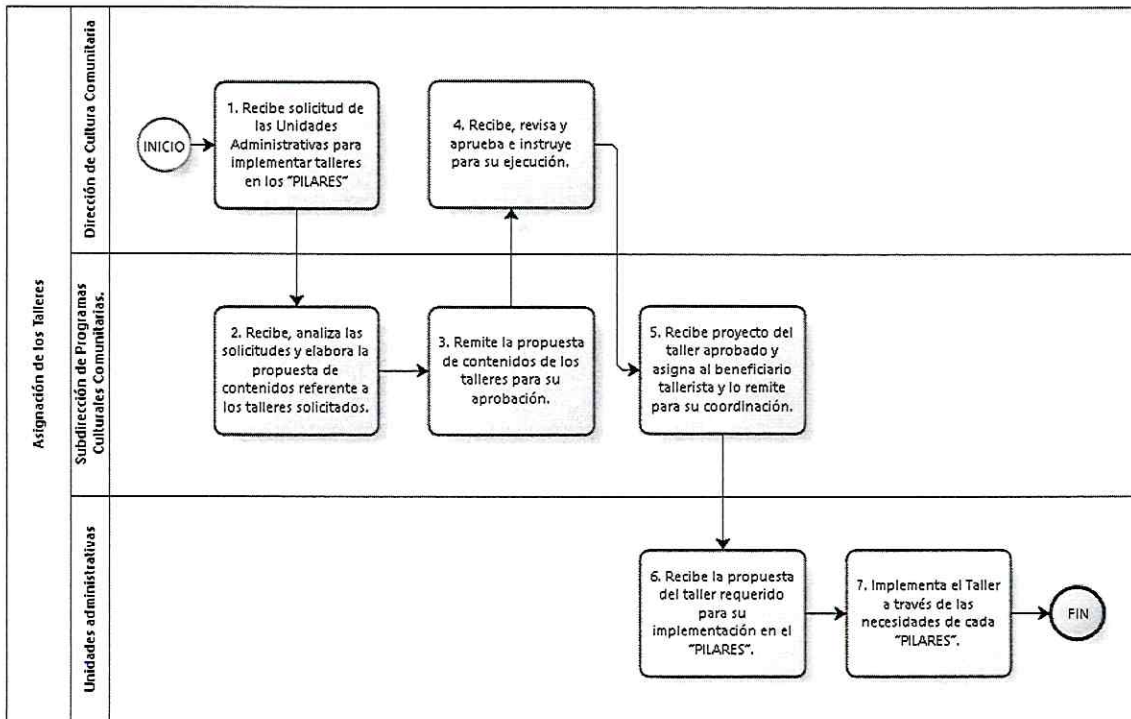 Asignación de los Talleres
Dirección de Cultura Comunitaria
INICIO
1. Recibe solicitud de
las Unidades
Administrativas para
implementar talleres
en los "PILARES"
4. Recibe, revisa y
aprueba e instruye
para su ejecución.
Subdirección de Programas
Culturales Comunitarias.
2. Recibe, analiza las
solicitudes y elabora la
propuesta de
contenidos referente a
los talleres solicitados.
3. Remite la propuesta
de contenidos de los
talleres para su
aprobación.
5. Recibe proyecto del
taller aprobado y
asigna al beneficiario
tallerista y lo remite
para su coordinación.
Unidades administrativas
6. Recibe la propuesta
del taller requerido
para su
implementación en el
"PILARES".
7. Implementa el Taller
a través de las
necesidades de cada
"PILARES".
FIN